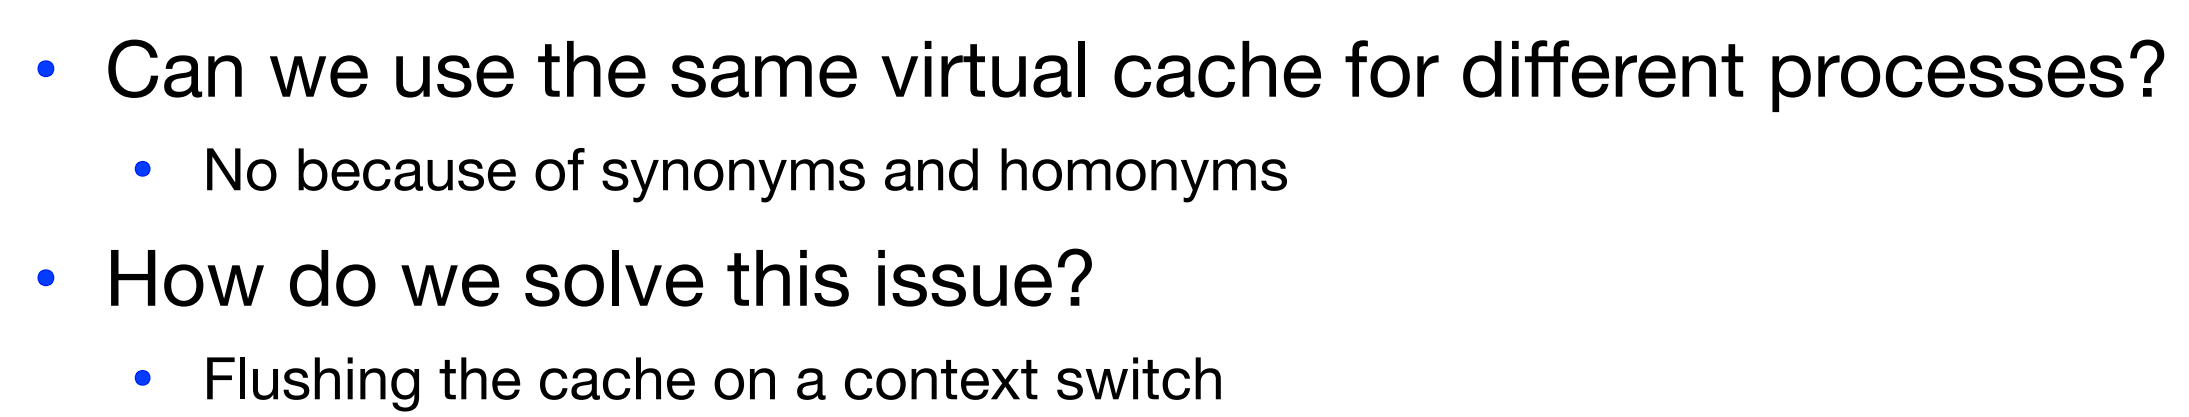 • Can we use the same virtual cache for different processes?
• No because of synonyms and homonyms
• How do we solve this issue?
• Flushing the cache on a context switch